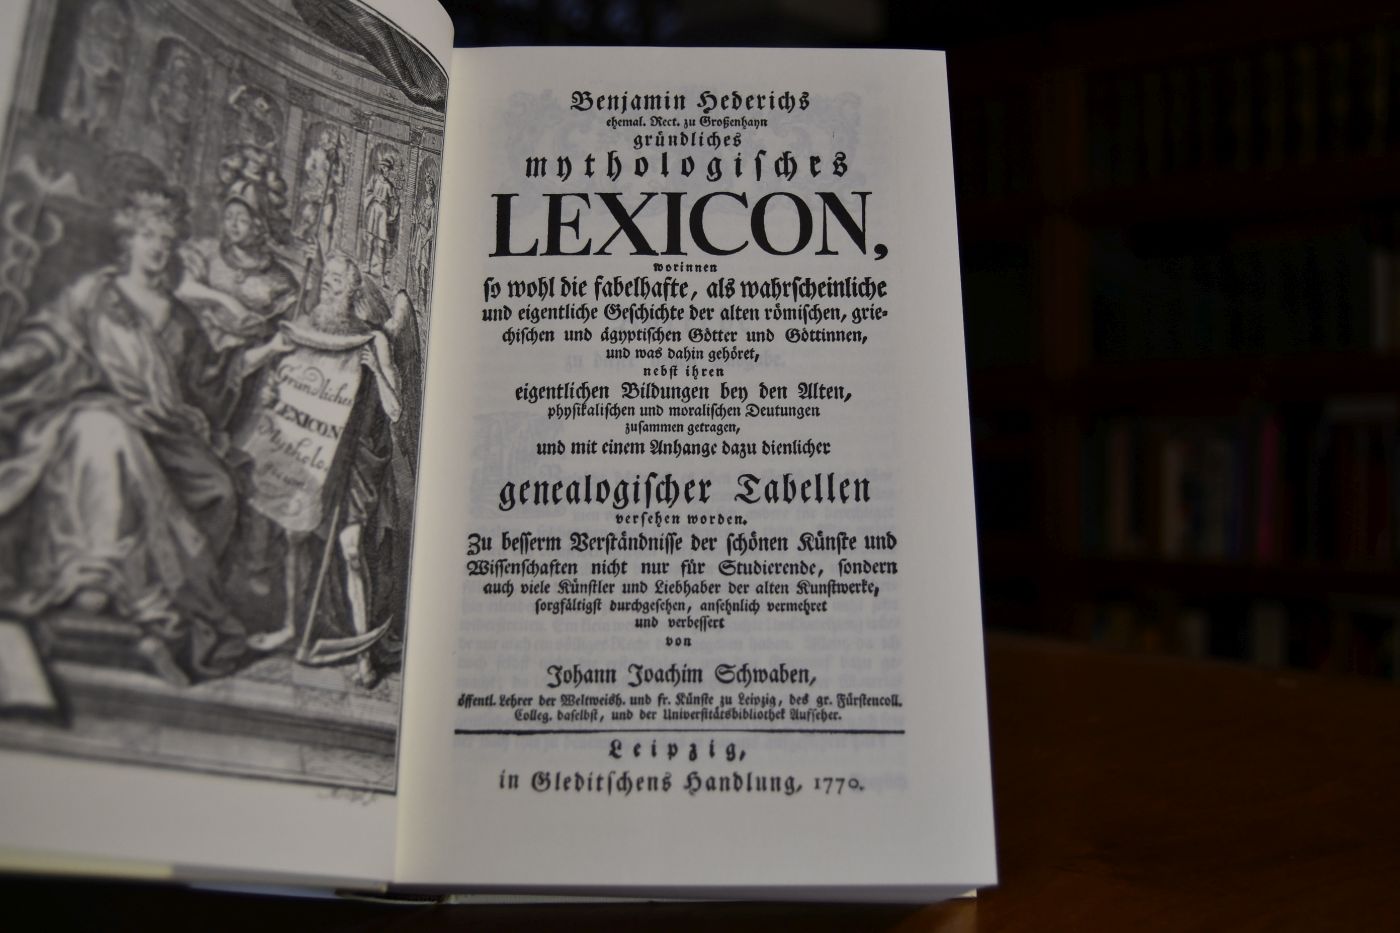 Gründliches
LEXICON
Mytholo-
gicum
Benjamin Hederichs
ehemal. Rect. zu Großenhayn
gründliches
mythologiſches
LEXICON,
worinnen
ſo wohl die fabelhafte, als wahrſcheinliche
und eigentliche Geſchichte der alten römiſchen, grie-
chiſchen und ägyptiſchen Götter und Göttinnen,
und was dahin gehöret,
nebſt ihren
eigentlichen Bildungen bey den Alten,
phyſikaliſchen und moraliſchen Deutungen
zuſammen getragen,
und mit einem Anhange dazu dienlicher
genealogiſcher Tabellen
verſehen worden.
Zu beſſerm Verſtändniſſe der ſchönen Künſte und
Wiſſenſchaften nicht nur für Studierende, ſondern
auch viele Künſtler und Liebhaber der alten Kunſtwerke,
ſorgfältigſt durchgeſehen, anſehnlich vermehret
und verbeſſert
von
Johann Joachim Schwaben,
öffentl. Lehrer der Weltweish. und fr. Künſte zu Leipzig, des gr. Fürſtencoll.
Colleg. daſelbſt, und der Univerſitätsbibliothek Aufſeher.
Leipzig,
in Gleditſchens Handlung, 1770.